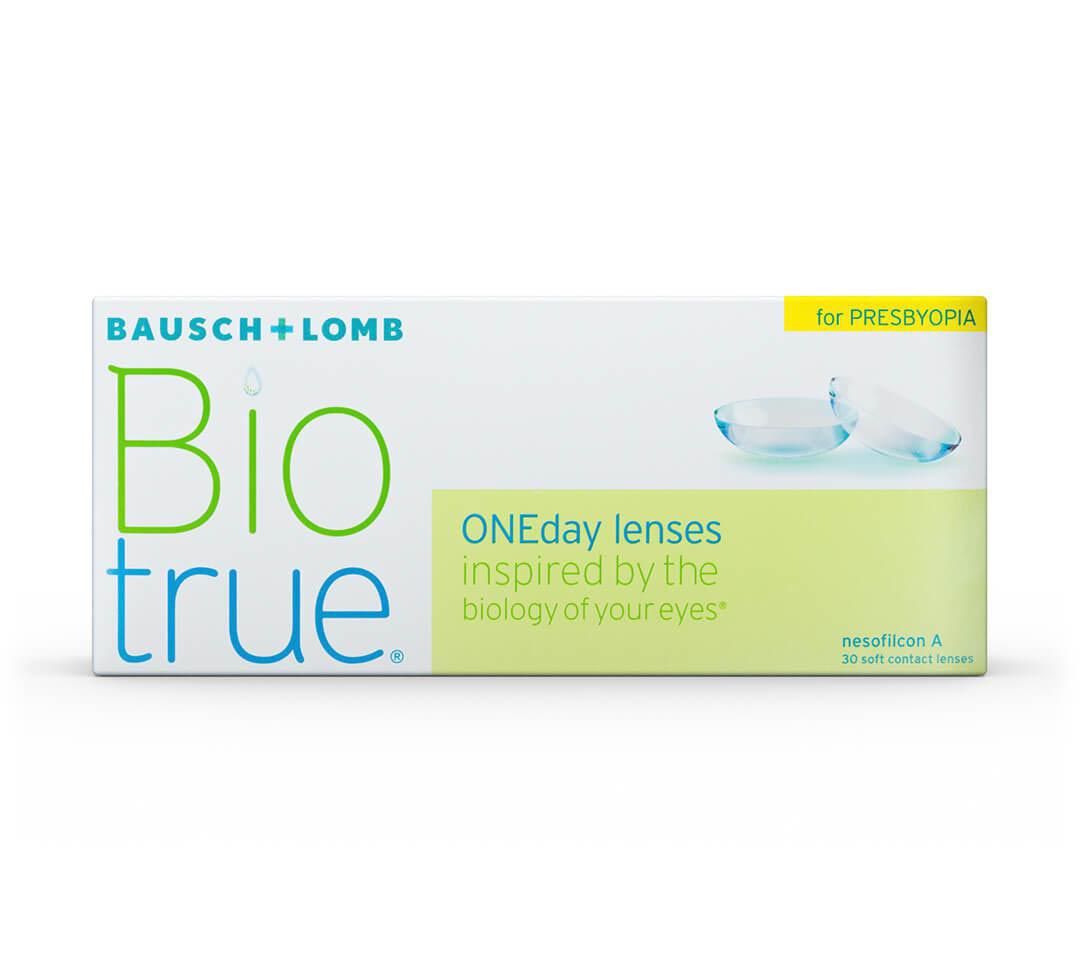 BAUSCH+LOMB
for PRESBYOPIA
Bio
true®
ONEday lenses
inspired by the
biology of your eyes®
nesofilcon A
30 soft contact lenses